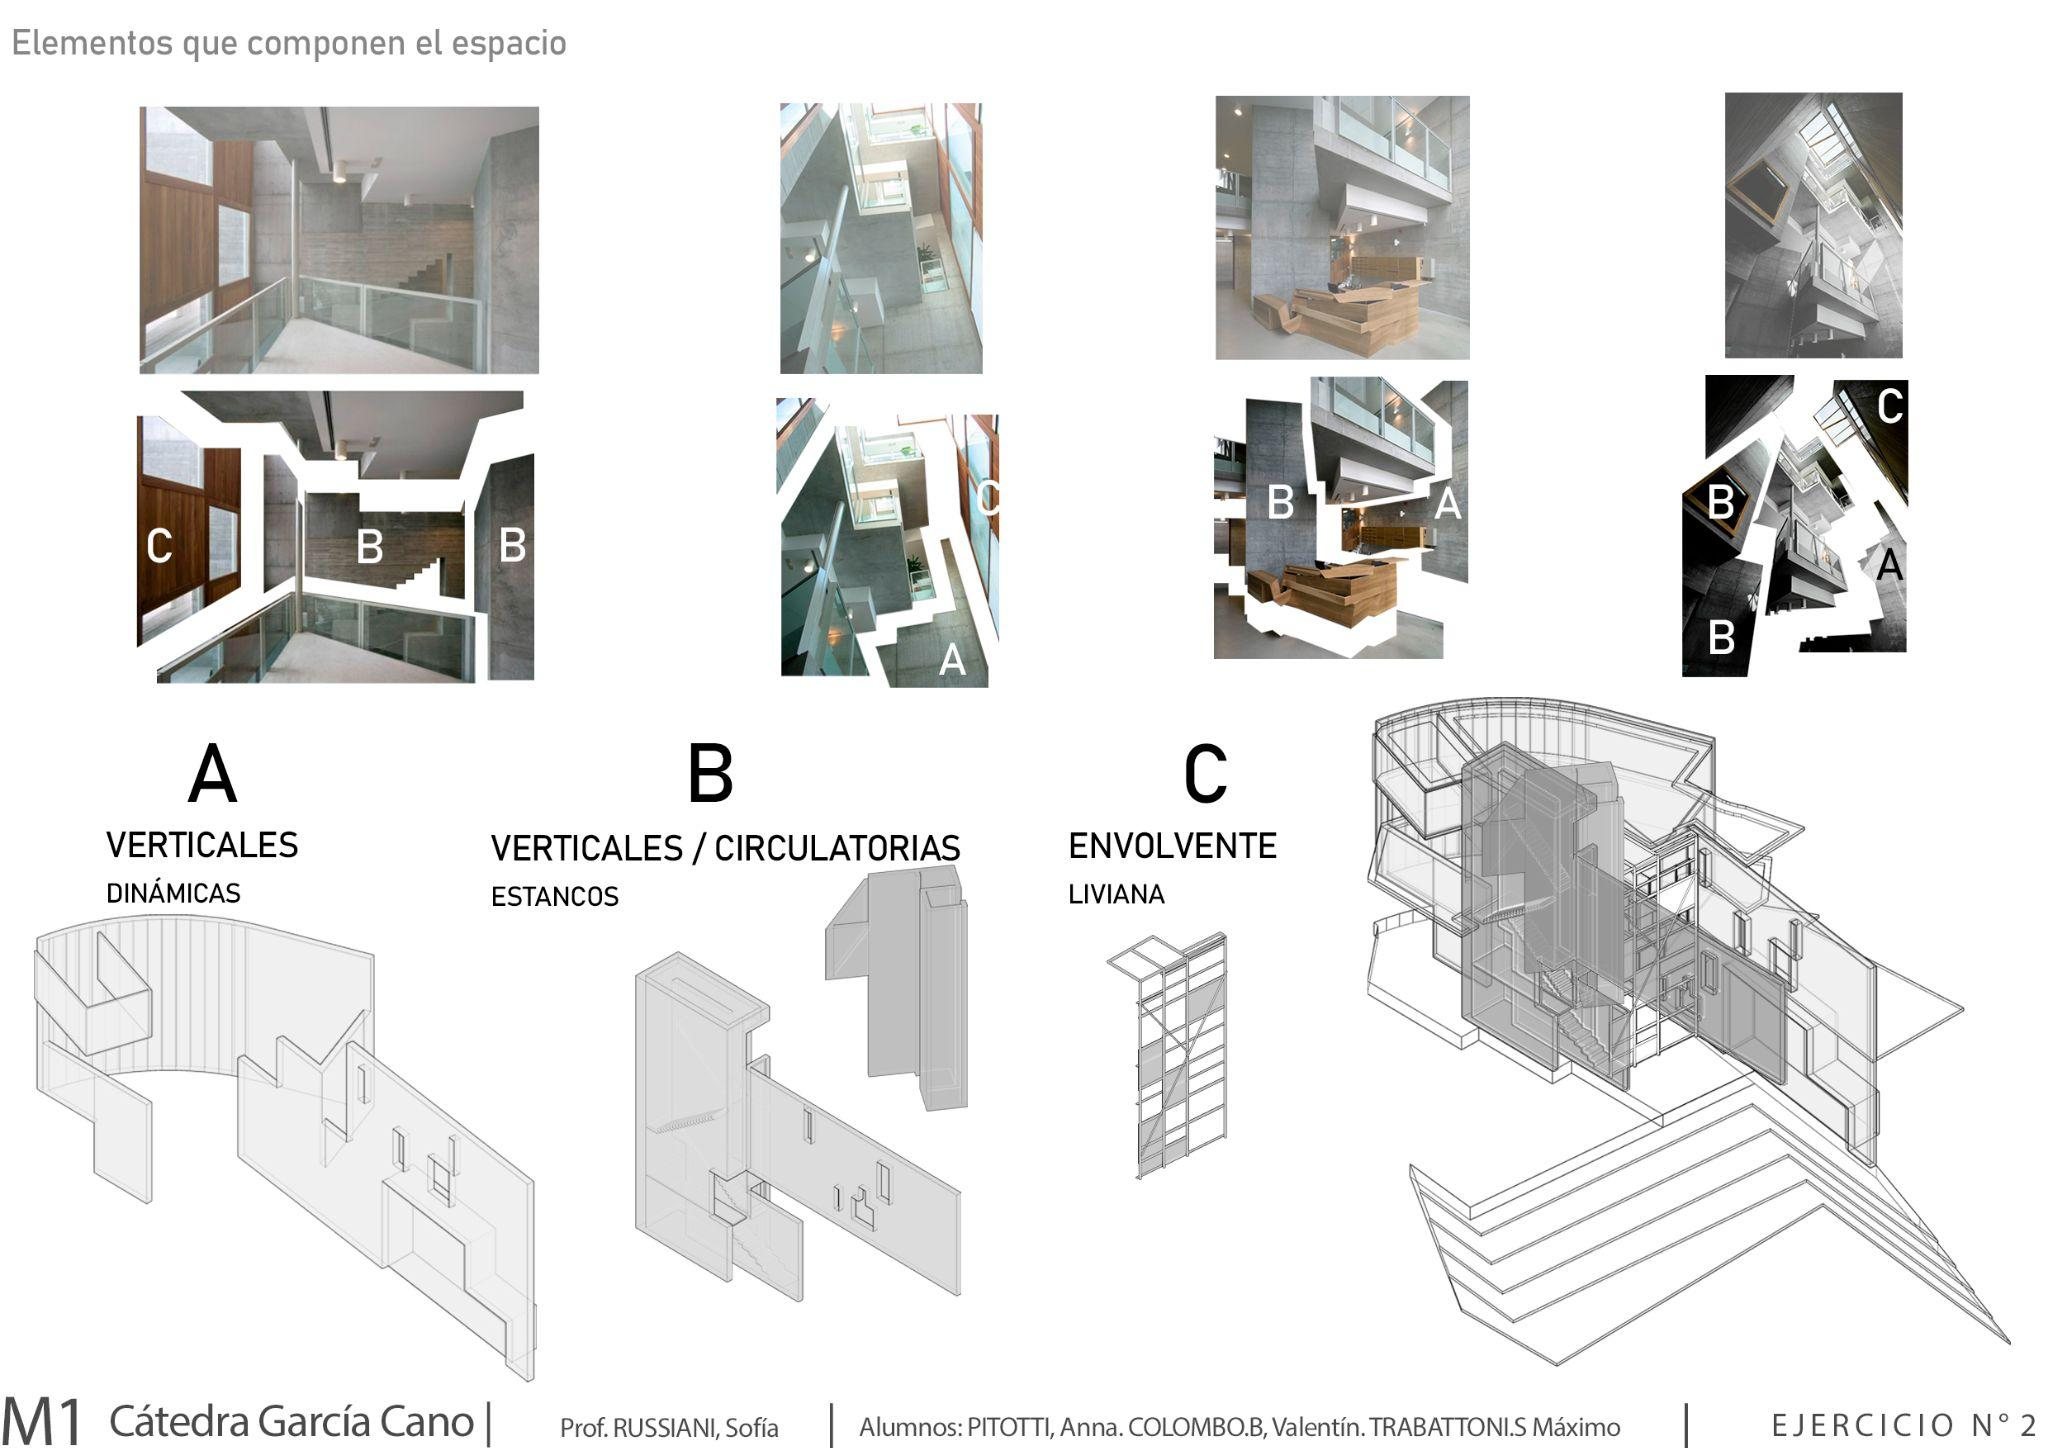 Elementos que componen el espacio
C
B
B
C
A
B
A
C
B
A
B
A
B
C
VERTICALES
DINÁMICAS
VERTICALES / CIRCULATORIAS
ESTANCOS
ENVOLVENTE
LIVIANA
M1 Cátedra García Cano |
Prof. RUSSIANI, Sofía |
Alumnos: PITOTTI, Anna. COLOMBO.B, Valentín. TRABATTONI.S Máximo |
EJERCICIO N° 2